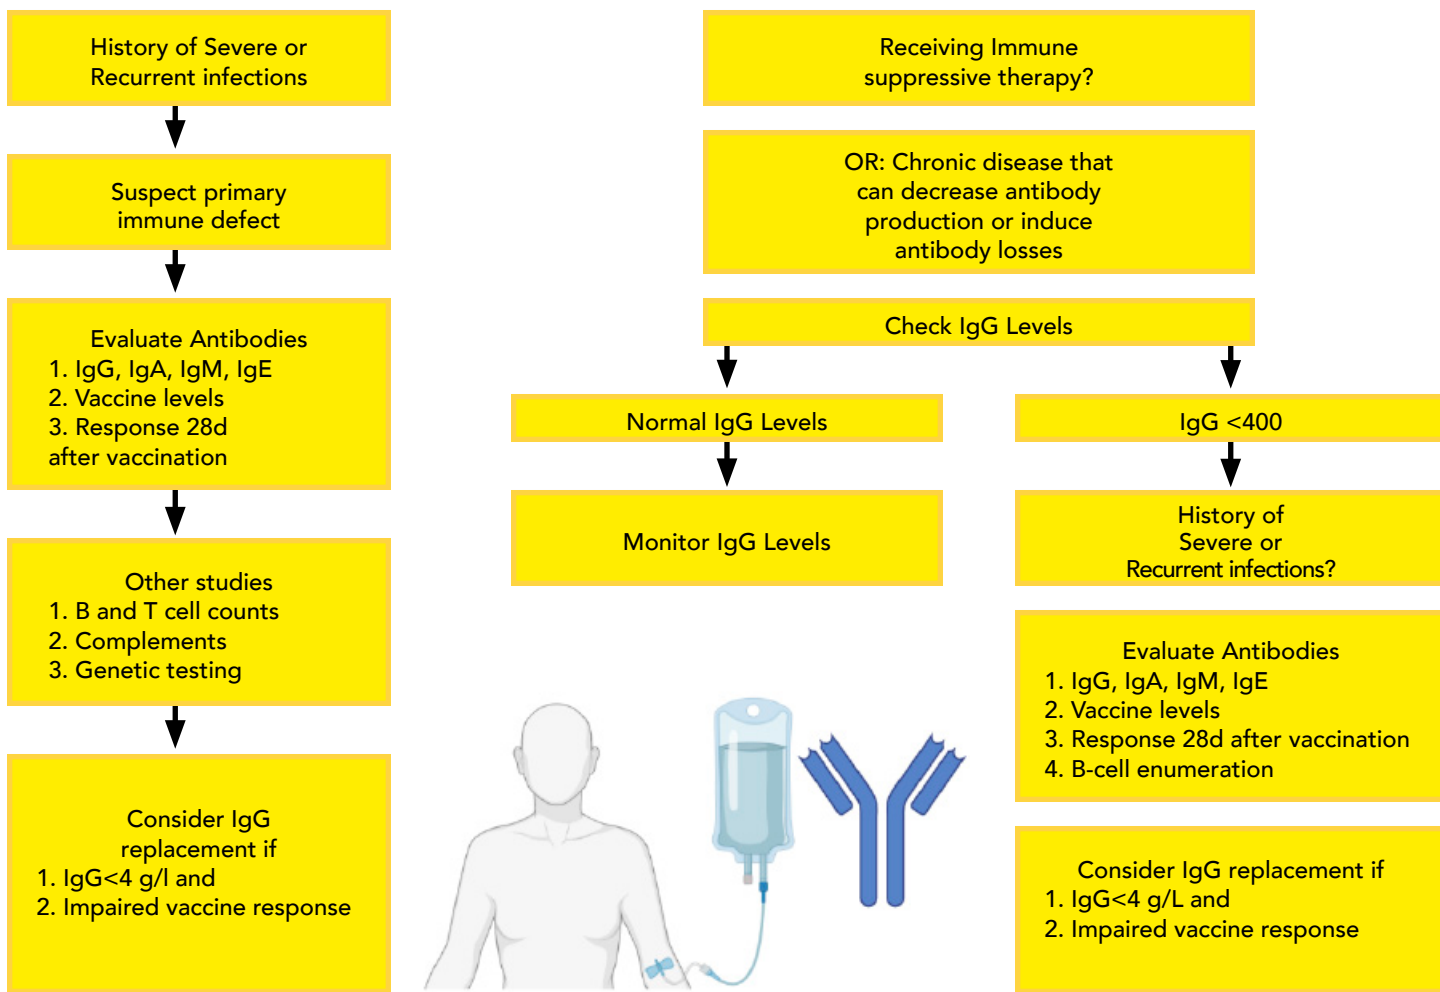 History of Severe or
Recurrent infections
Suspect primary
immune defect
Evaluate Antibodies
1. IgG, IgA, IgM, IgE
2. Vaccine levels
3. Response 28d
after vaccination
Other studies
1. B and T cell counts
2. Complements
3. Genetic testing
Consider IgG
replacement if
1. IgG<4 g/l and
2. Impaired vaccine response
Receiving Immune
suppressive therapy?
OR: Chronic disease that
can decrease antibody
production or induce
antibody losses
Check IgG Levels
Normal IgG Levels
Monitor IgG Levels
IgG <400
History of
Severe or
Recurrent infections?
Evaluate Antibodies
1. IgG, IgA, IgM, IgE
2. Vaccine levels
3. Response 28d after vaccination
4. B-cell enumeration
Consider IgG replacement if
1. IgG<4 g/L and
2. Impaired vaccine response